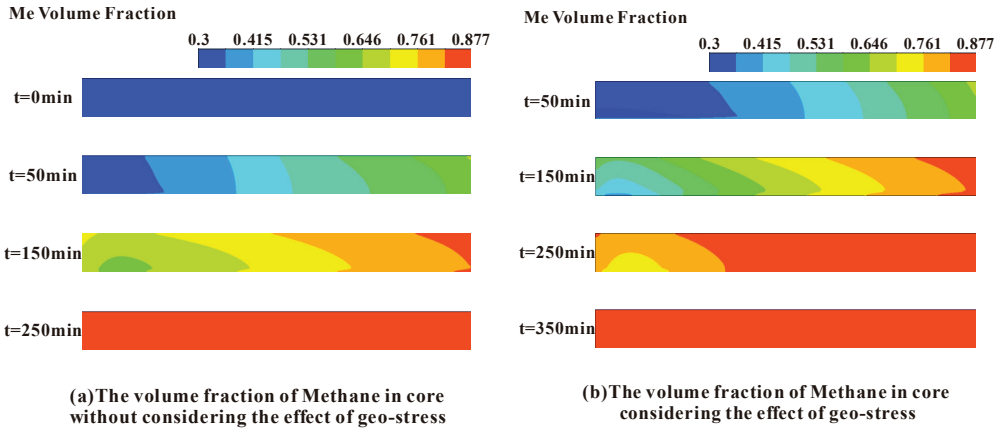 Me Volume Fraction
0.3 0.415 0.531 0.646 0.761 0.877
t=0min
t=50min
t=150min
t=250min
(a)The volume fraction of Methane in core
without considering the effect of geo-stress
0.3 0.415 0.531 0.646 0.761 0.877
Me Volume Fraction
t=50min
t=150min
t=250min
t=350min
(b)The volume fraction of Methane in core
considering the effect of geo-stress